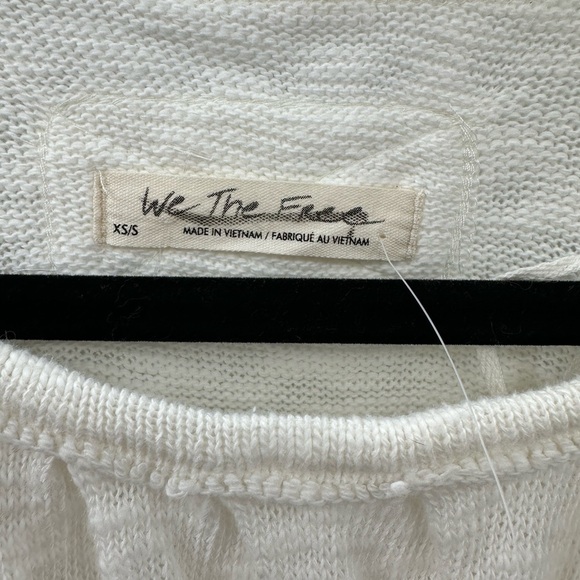 We The Free
XS/S MADE IN VIETNAM / FABRIQUÉ AU VIETNAM